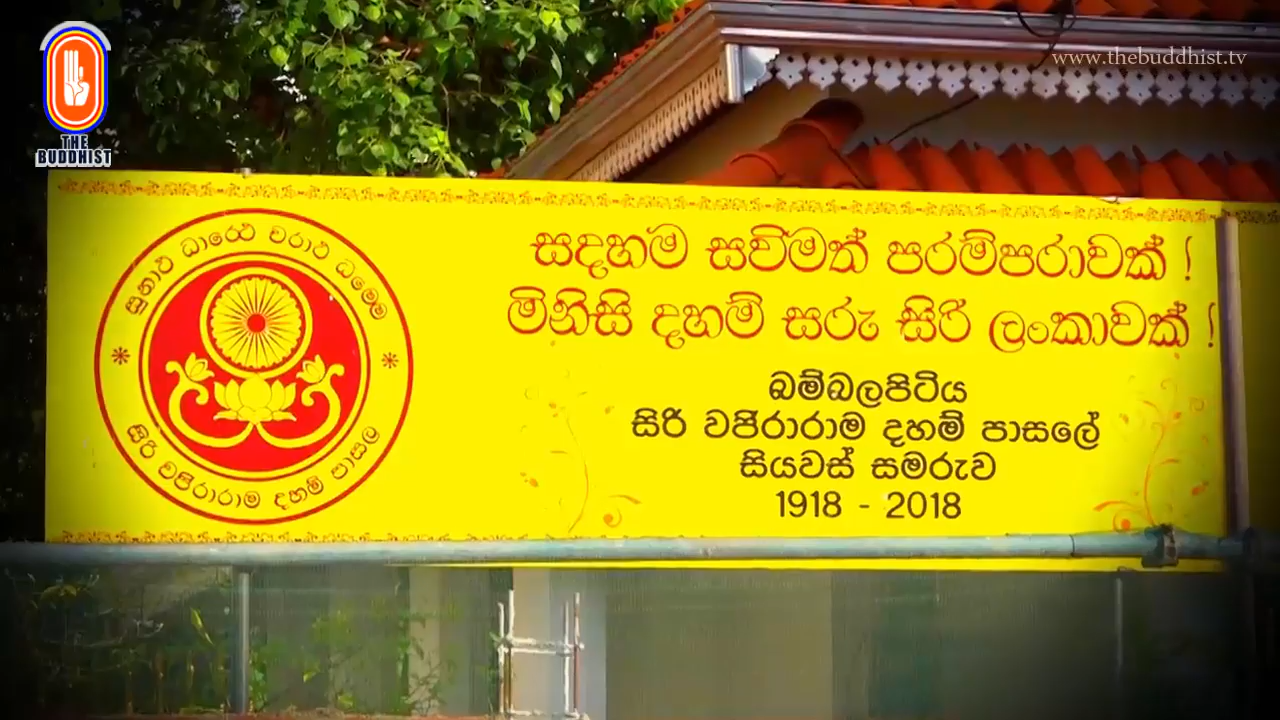 THE
BUDDHIST
www.thebuddhist.tv
සදහම සවිමත් පරම්පරාවක් !
මිනිසි දහම් සරු සිරි ලංකාවක් !
බම්බලපිටිය
සිරි වජිරාරාම දහම් පාසලේ
සියවස් සමරුව
1918 - 2018
සිරි වජිරාරාම දහම් පාසල